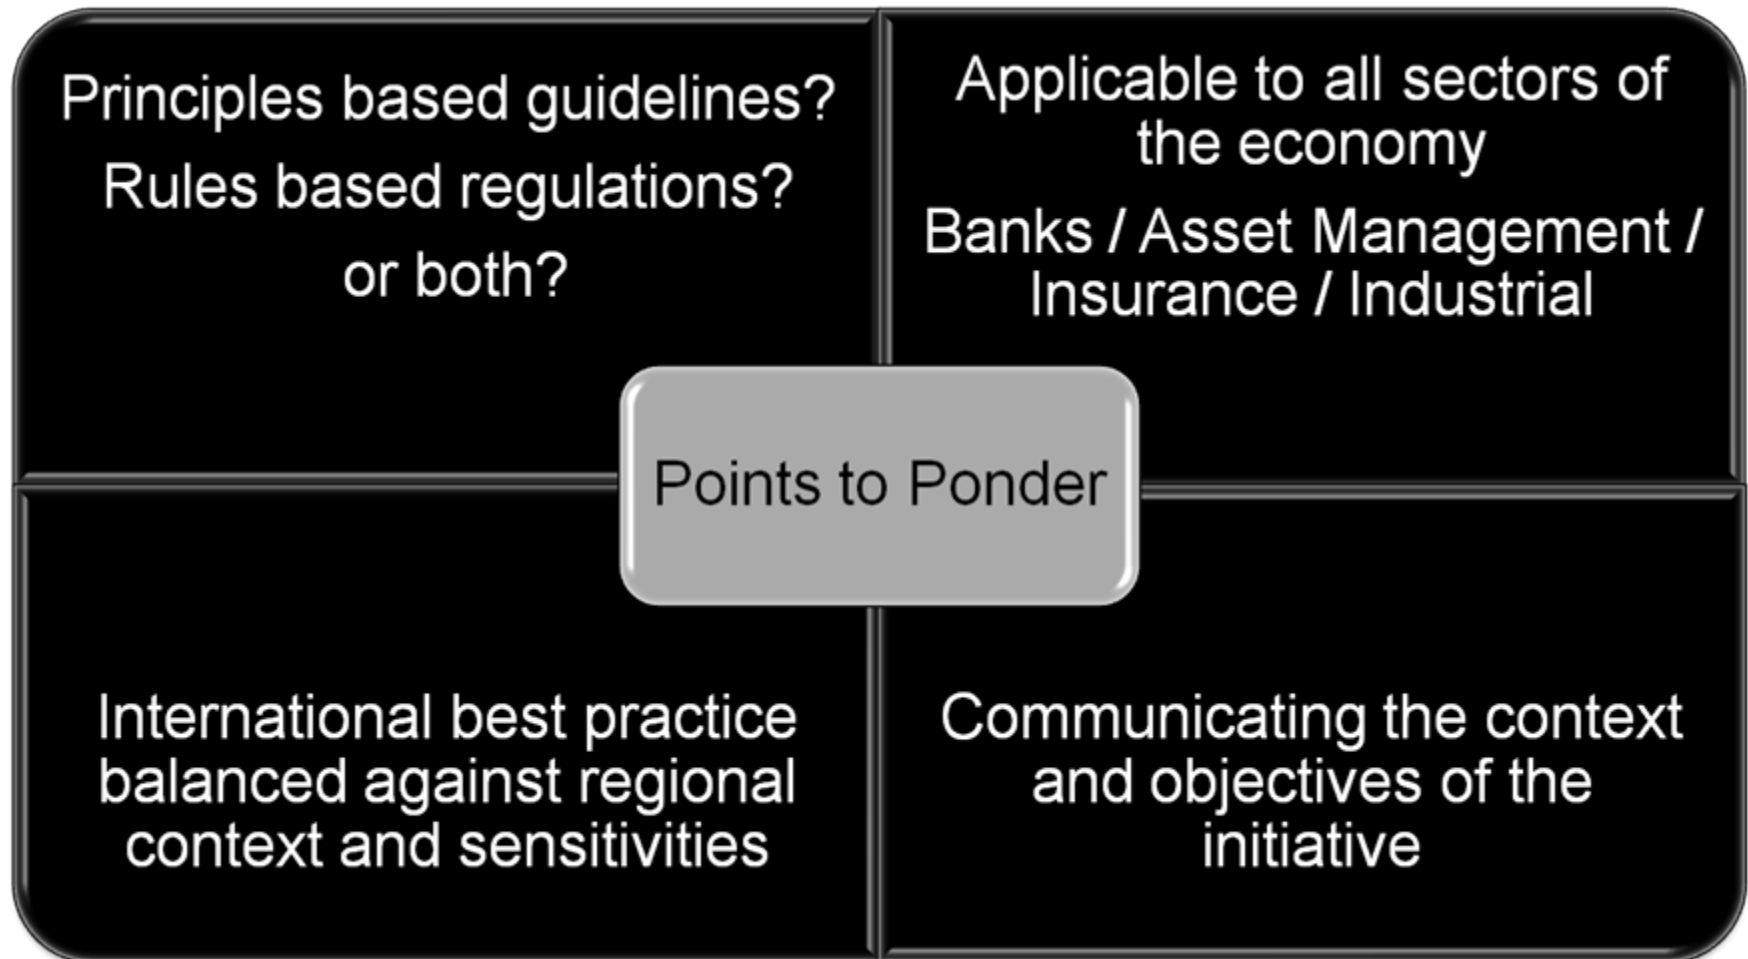 Principles based guidelines?
Rules based regulations?
or both?
Applicable to all sectors of
the economy
Banks / Asset Management /
Insurance / Industrial
Points to Ponder
International best practice
balanced against regional
context and sensitivities
Communicating the context
and objectives of the
initiative